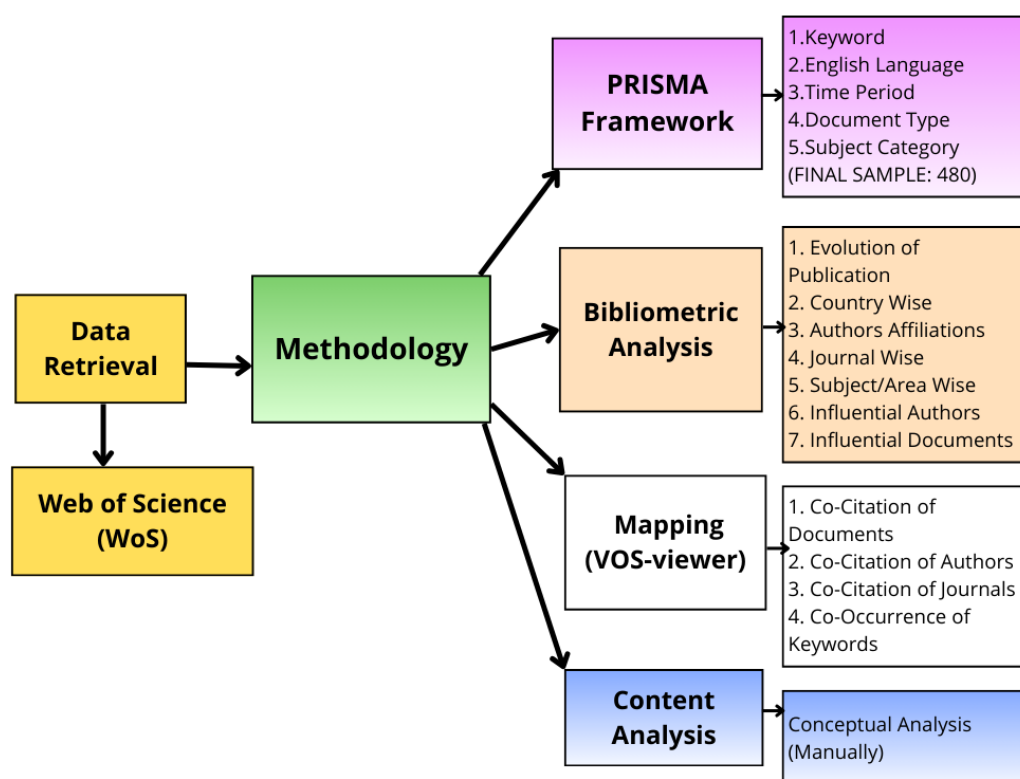 Data
Retrieval
Web of Science
(WoS)
Methodology
PRISMA
Framework
1.Keyword
2.English Language
3.Time Period
4.Document Type
5.Subject Category
(FINAL SAMPLE: 480)
Bibliometric
Analysis
1. Evolution of
Publication
2. Country Wise
3. Authors Affiliations
4. Journal Wise
5. Subject/Area Wise
6. Influential Authors
7. Influential Documents
Mapping
(VOS-viewer)
1. Co-Citation of
Documents
2. Co-Citation of Authors
3. Co-Citation of Journals
4. Co-Occurrence of
Keywords
Content
Analysis
Conceptual Analysis
(Manually)